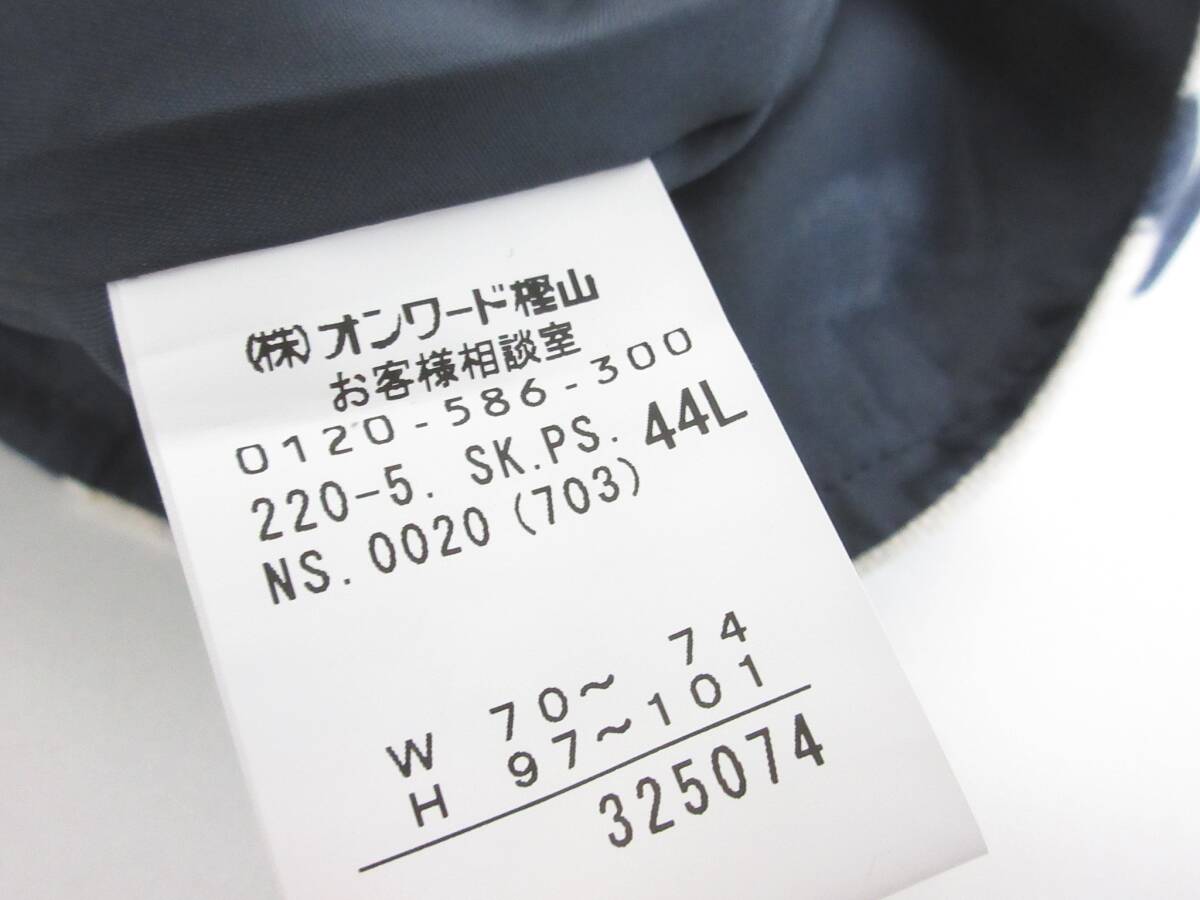 (株)オンワード樫山
お客様相談室
0120-586-300
220-5. SK.PS. 44L
NS.0020(703)
W 70~ 74
H 97~101
325074